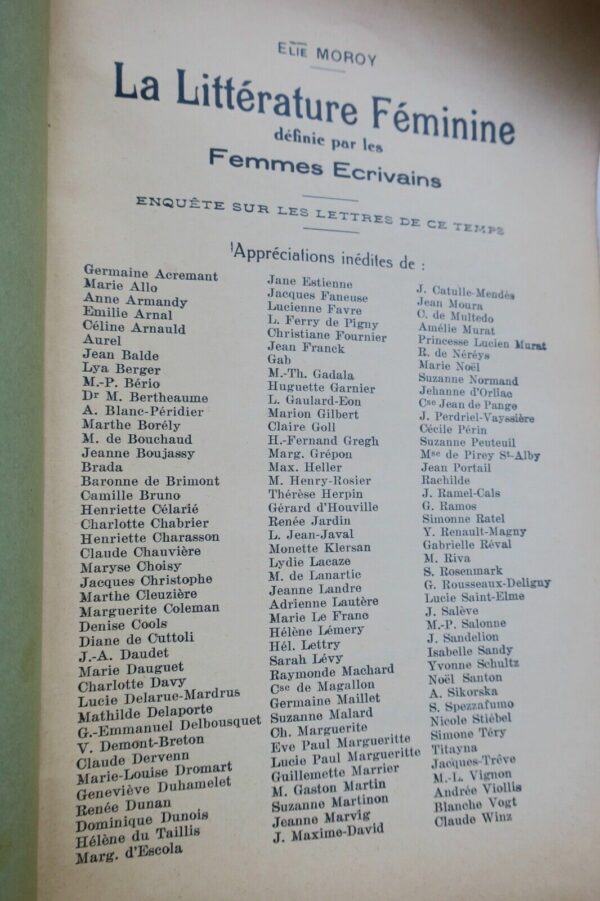 ELIE MOROY
La Littérature Féminine
définie par les
Femmes Ecrivains
ENQUÊTE SUR LES LETTRES DE CE TEMPS
Appréciations inédites de :
Germaine Acremant
Marie Allo
Anne Armandy
Emilie Arnal
Céline Arnauld
Aurel
Jean Balde
Lya Berger
M.-P. Bério
Dr M. Bertheaume
A. Blanc-Péridier
Marthe Borély
M. de Bouchaud
Jeanne Boujassy
Brada
Baronne de Brimont
Camille Bruno
Henriette Célarié
Charlotte Chabrier
Henriette Charasson
Claude Chauvière
Maryse Choisy
Jacques Christophe
Marthe Cleuzière
Marguerite Coleman
Denise Cools
Diane de Cuttoli
J.-A. Daudet
Marie Dauguet
Charlotte Davy
Lucie Delarue-Mardrus
Mathilde Delaporte
G.-Emmanuel Delbousquet
V. Demont-Breton
Claude Dervenn
Marie-Louise Dromart
Geneviève Duhamelet
Renée Dunan
Dominique Dunois
Hélène du Taillis
Marg. d'Escola
Jane Estienne
Jacques Faneuse
Lucienne Favre
L. Ferry de Pigny
Christiane Fournier
Jean Franck
Gab
M.-Th. Gadala
Huguette Garnier
L. Gaulard-Eon
Marion Gilbert
Claire Goll
H.-Fernand Gregh
Marg. Grépon
Max. Heller
M. Henry-Rosier
Thérèse Herpin
Gérard d'Houville
Renée Jardin
L. Jean-Javal
Monette Klersan
Lydie Lacaze
M. de Lanartic
Jeanne Landre
Adrienne Lautère
Marie Le Franc
Hélène Lémery
Hél. Lettry
Sarah Lévy
Raymonde Machard
Cse de Magallon
Germaine Maillet
Suzanne Malard
Ch. Marguerite
Eve Paul Margueritte
Lucie Paul Margueritte
Guillemette Marrier
M. Gaston Martin
Suzanne Martinon
Jeanne Marvig
J. Maxime-David
J. Catulle-Mendès
Jean Moura
C. de Multedo
Amélie Murat
Princesse Lucien Murat
R. de Néréys
Marie Noël
Suzanne Normand
Jehanne d'Orliac
Cse Jean de Pange
J. Perdriel-Vayssière
Cécile Périn
Suzanne Peuteuil
Mse de Pirey St-Alby
Jean Portail
Rachilde
J. Ramel-Cals
G. Ramos
Simonne Ratel
Y. Renault-Magny
Gabrielle Réval
M. Riva
S. Rosenmark
G. Rousseaux-Deligny
Lucie Saint-Elme
J. Salève
M.-P. Salonne
J. Sandelion
Isabelle Sandy
Yvonne Schultz
Noël Santon
A. Sikorska
S. Spezzafumo
Nicole Stiébel
Simone Téry
Titayna
Jacques-Trêve
M.-L. Vignon
Andrée Viollis
Blanche Vogt
Claude Winz